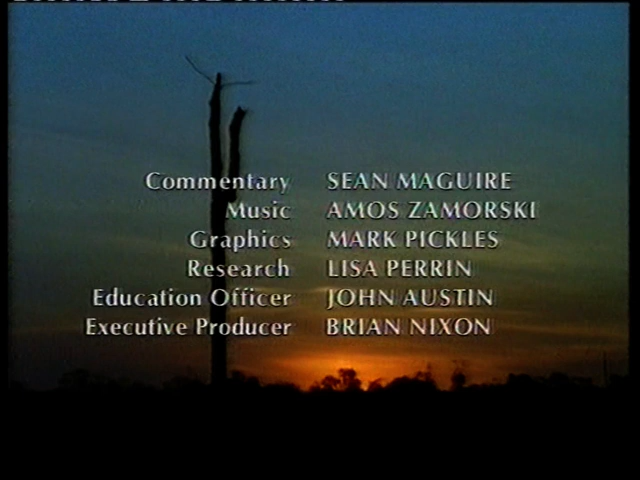 Commentary SEAN MAGUIRE
Music AMOS ZAMORSKI
Graphics MARK PICKLES
Research LISA PERRIN
Education Officer JOHN AUSTIN
Executive Producer BRIAN NIXON